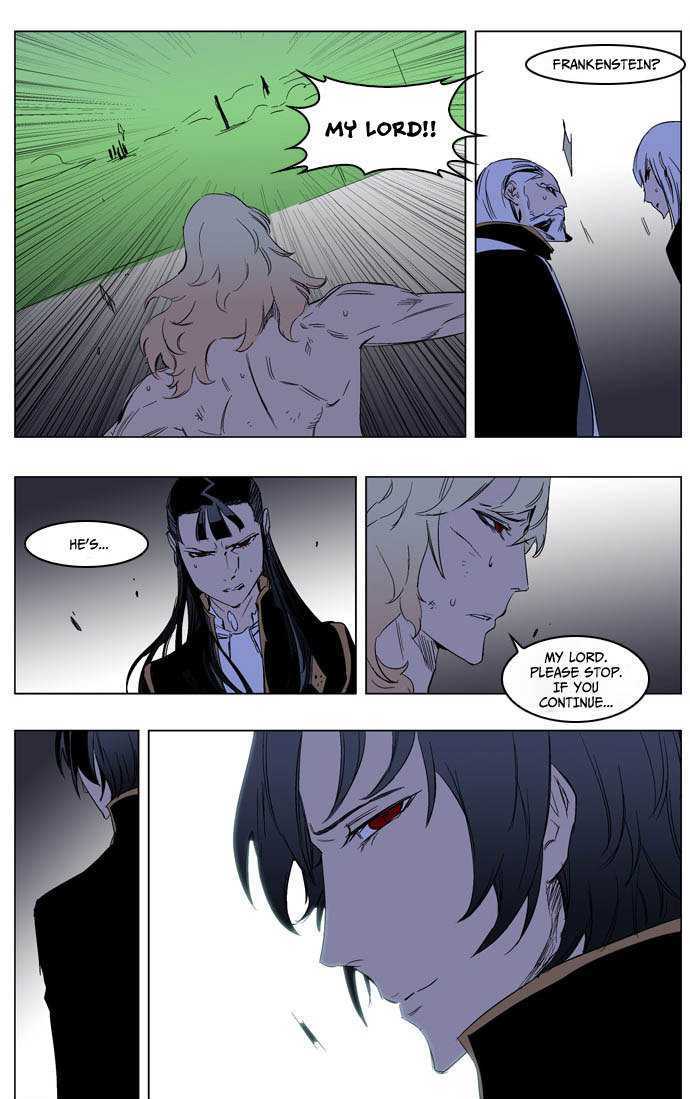 MY LORD!!
FRANKENSTEIN?
HE'S...
MY LORD.
PLEASE STOP.
IF YOU
CONTINUE...